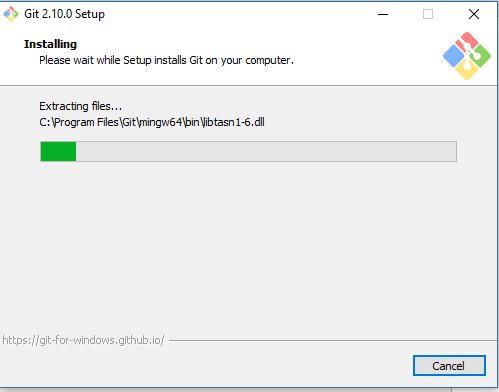 Git 2.10.0 Setup
Installing
Please wait while Setup installs Git on your computer.
Extracting files...
C:\Program Files\Git\mingw64\bin\libtasn1-6.dll
https://git-for-windows.github.io/
Cancel